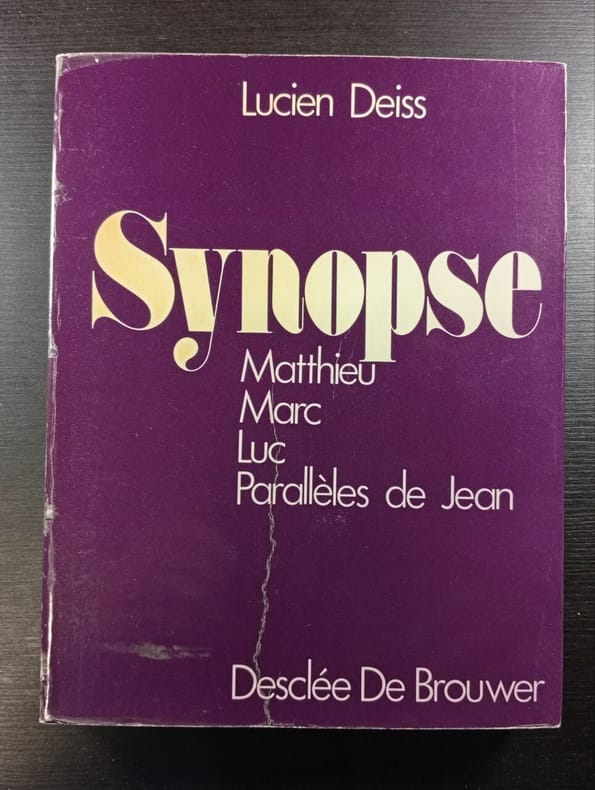 Lucien Deiss
Synopse
Matthieu
Marc
Luc
Parallèles de Jean
Desclée De Brouwer